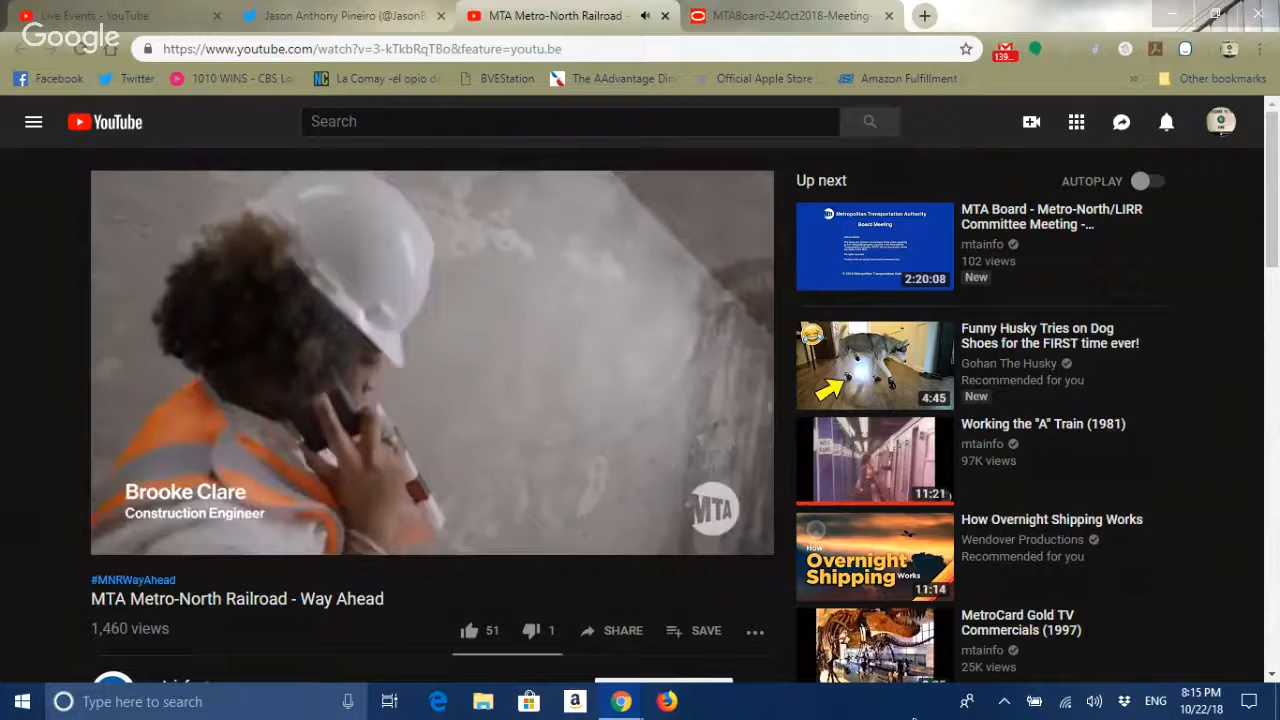 Live Events - YouTube
Jason Anthony Pineiro (@JasonE
MTA Metro-North Railroad -
MTABoard-24Oct2018-Meeting-
Google
https://www.youtube.com/watch?v=3-kTkbRqTBo&feature=youtu.be
139...
Facebook
Twitter
1010 WINS - CBS Lo
La Comay -el opio de
BVEStation
The AAdvantage Din
Official Apple Store
Amazon Fulfillment
Other bookmarks
YouTube
Search
Brooke Clare
Construction Engineer
MTA
#MNRWayAhead
MTA Metro-North Railroad - Way Ahead
1,460 views
51
1
SHARE
SAVE
Up next
AUTOPLAY
Metropolitan Transportation Authority
Board Meeting
2:20:08
MTA Board - Metro-North/LIRR
Committee Meeting -...
mtainfo
102 views
New
4:45
Funny Husky Tries on Dog
Shoes for the FIRST time ever!
Gohan The Husky
Recommended for you
New
11:21
Working the "A" Train (1981)
mtainfo
97K views
How
Overnight
Shipping Works
11:14
How Overnight Shipping Works
Wendover Productions
Recommended for you
MetroCard Gold TV
Commercials (1997)
mtainfo
25K views
Type here to search
ENG
8:15 PM
10/22/18